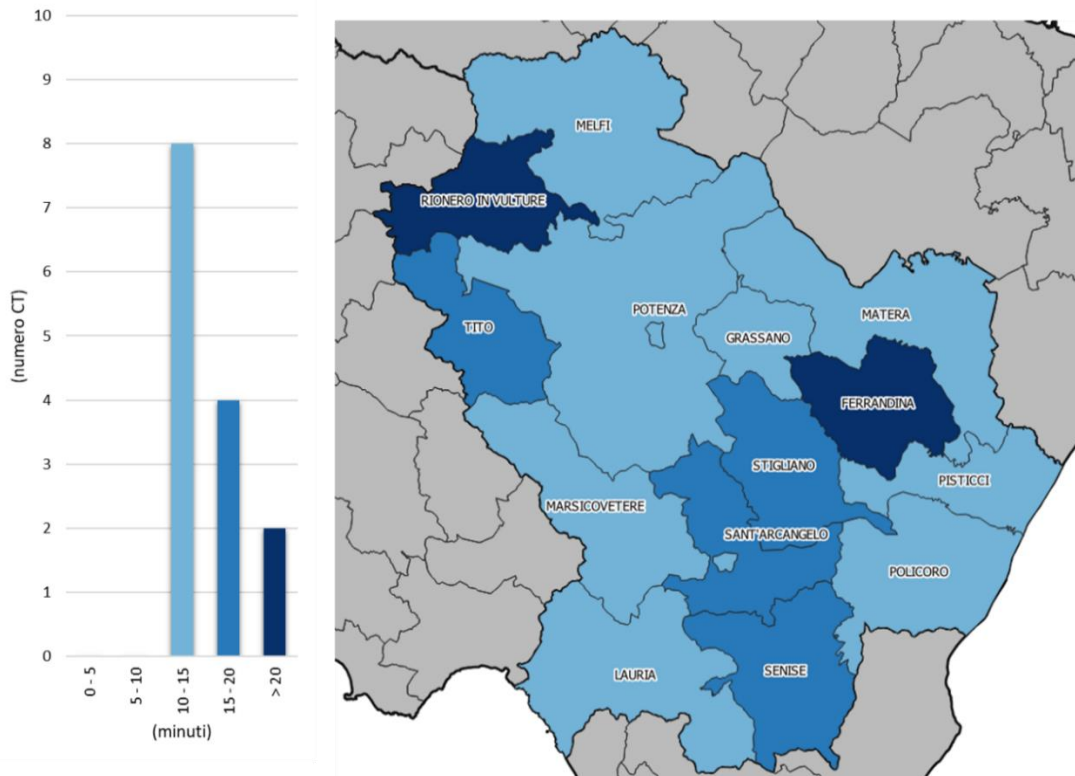 10
9
8
7
6
5
4
3
2
1
0
(numero CT)
0 - 5
5 - 10
10 - 15
15 - 20
> 20
(minuti)
MELFI
RIONERO IN VULTURE
TITO
POTENZA
GRASSANO
MATERA
FERRANDINA
STIGLIANO
PISTICCI
MARSICOVETERE
SANT'ARCANGELO
POLICORO
LAURIA
SENISE